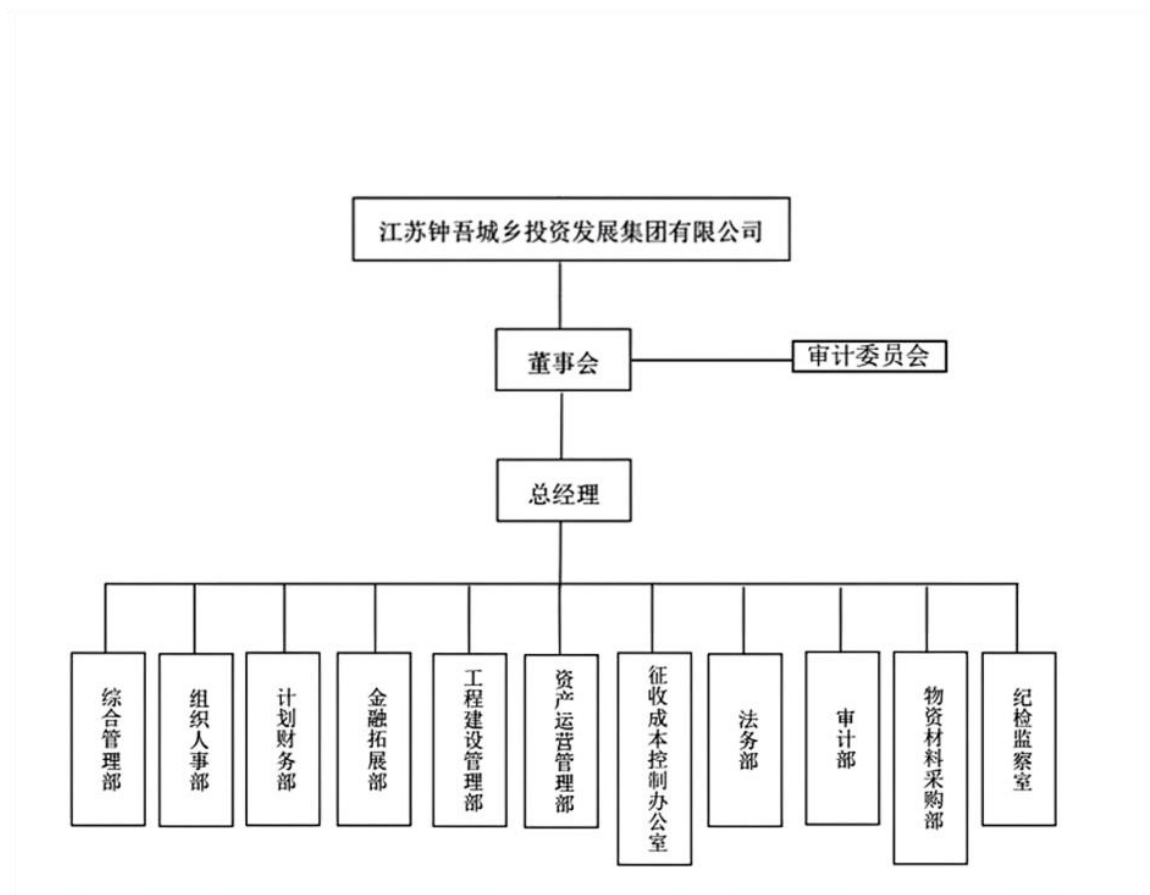 江苏钟吾城乡投资发展集团有限公司
董事会
审计委员会
总经理
综合管理部
组织人事部
计划财务部
金融拓展部
工程建设管理部
资产运营管理部
征收成本控制办公室
法务部
审计部
物资材料采购部
纪检监察室